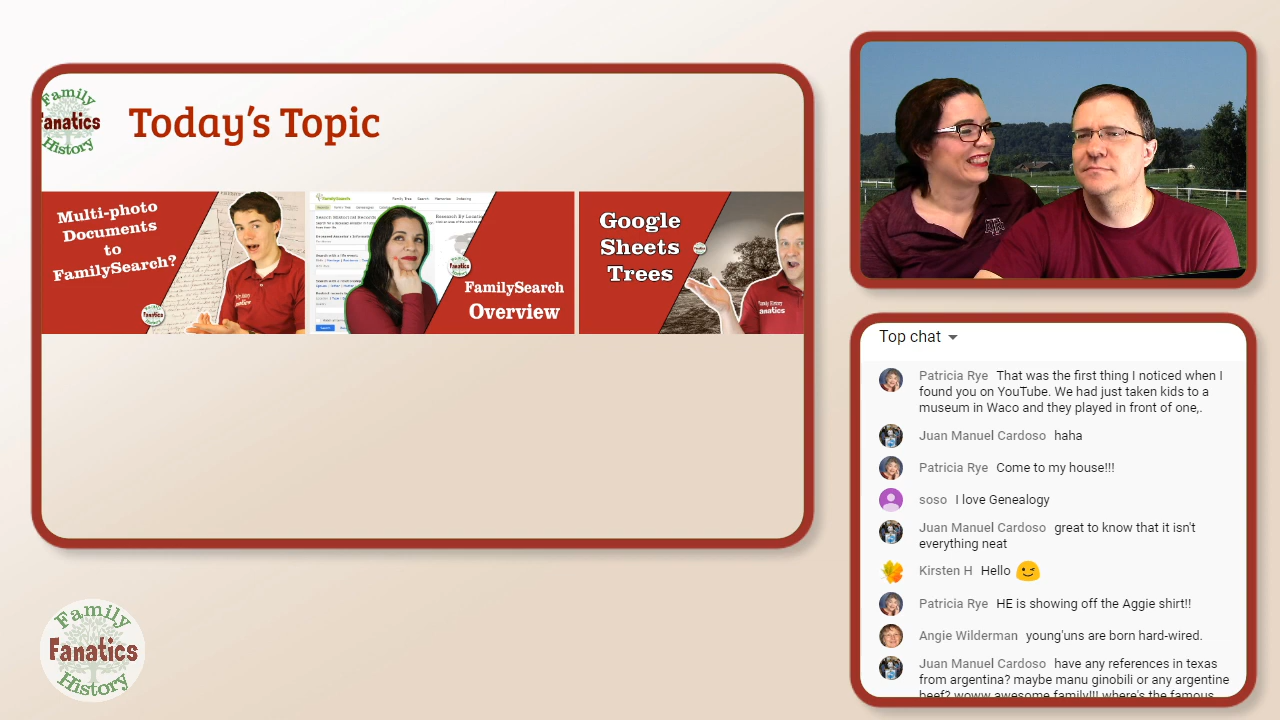 Family
Fanatics
History
Today's Topic
Multi-photo
Documents
to
FamilySearch?
FamilySearch
Overview
Google
Sheets
Trees
Top chat
Patricia Rye That was the first thing I noticed when I
found you on YouTube. We had just taken kids to a
museum in Waco and they played in front of one,.
Juan Manuel Cardoso haha
Patricia Rye Come to my house!!!
soso I love Genealogy
Juan Manuel Cardoso great to know that it isn't
everything neat
Kirsten H Hello
Patricia Rye HE is showing off the Aggie shirt!!
Angie Wilderman young'uns are born hard-wired.
Juan Manuel Cardoso have any references in texas
from argentina? maybe manu ginobili or any argentine
beef? woww awesome family!!! where's the famous
Family
Fanatics
History